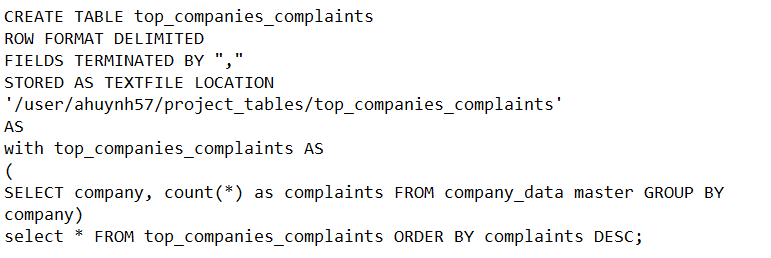 CREATE TABLE top_companies_complaints
ROW FORMAT DELIMITED
FIELDS TERMINATED BY ","
STORED AS TEXTFILE LOCATION
'/user/ahuynh57/project_tables/top_companies_complaints'
AS
with top_companies_complaints AS
(
SELECT company, count(*) as complaints FROM company_data master GROUP BY
company)
select * FROM top_companies_complaints ORDER BY complaints DESC;